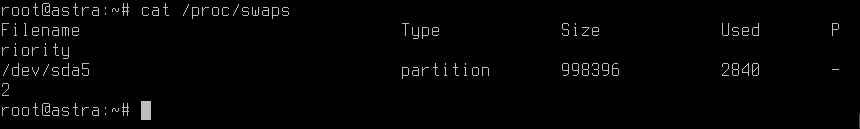 root@astra:~# cat /proc/swaps
Filename Type Size Used P
riority
/dev/sda5 partition 998396 2840 -
2
root@astra:~#